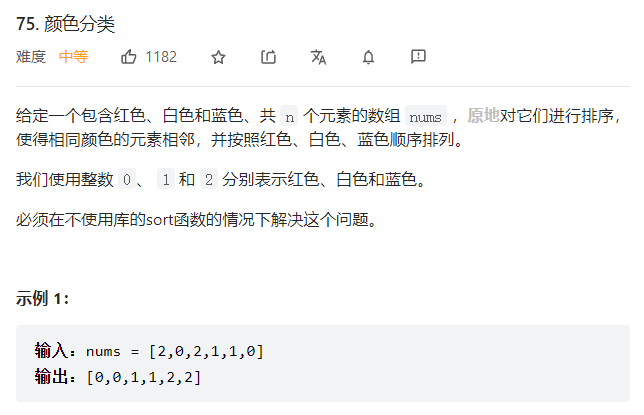 75. 颜色分类
难度 中等 1182
给定一个包含红色、白色和蓝色、共 n 个元素的数组 nums ，原地对它们进行排序，
使得相同颜色的元素相邻，并按照红色、白色、蓝色顺序排列。
我们使用整数 0 、 1 和 2 分别表示红色、白色和蓝色。
必须在不使用库的sort函数的情况下解决这个问题。
示例 1：
输入：nums = [2,0,2,1,1,0]
输出：[0,0,1,1,2,2]